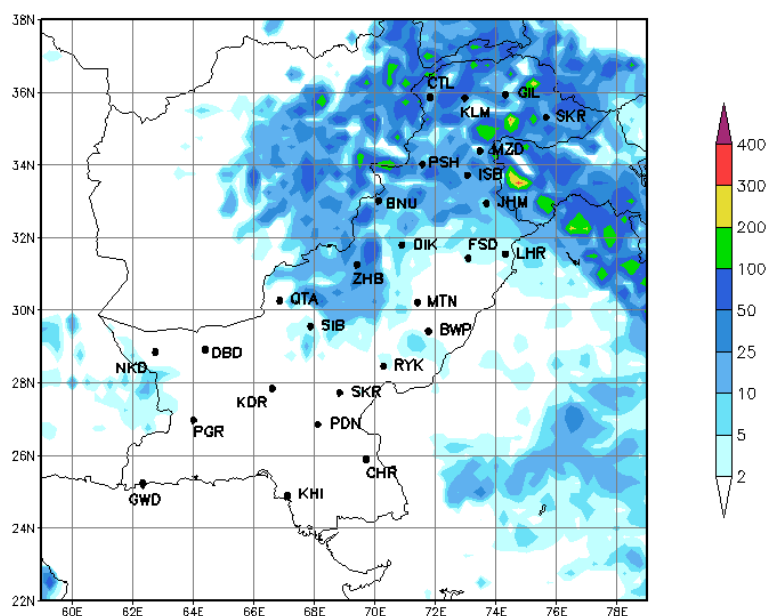 38N
36N
34N
32N
30N
28N
26N
24N
22N
CTL
GIL
KLM
SKR
MZD
PSH
ISB
BNU
JHM
DIK
FSD
LHR
ZHB
QTA
MTN
SIB
BWP
DBD
NKD
RYK
KDR
SKR
PGR
PDN
CHR
GWD
KHI
60E
62E
64E
66E
68E
70E
72E
74E
76E
78E
400
300
200
100
50
25
10
5
2